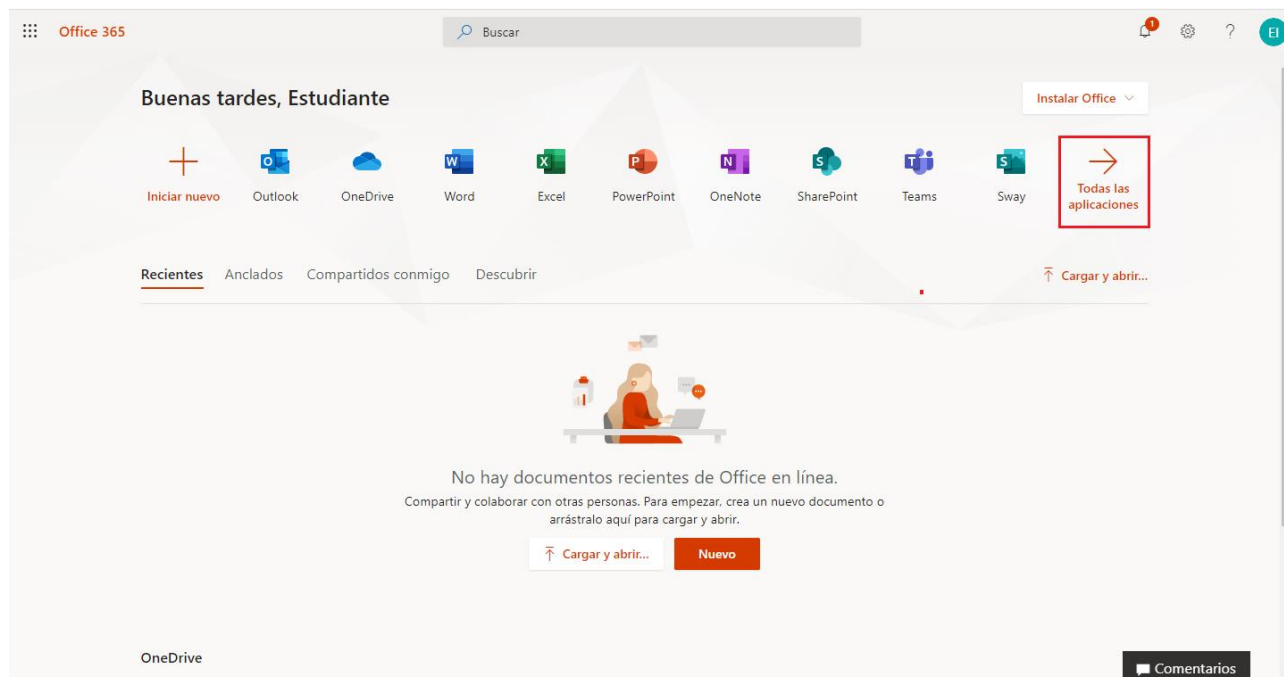 Office 365
Buscar
1
?
EI
Buenas tardes, Estudiante
Instalar Office
Iniciar nuevo
Outlook
OneDrive
Word
Excel
PowerPoint
OneNote
SharePoint
Teams
Sway
Todas las
aplicaciones
Recientes Anclados Compartidos conmigo Descubrir
Cargar y abrir...
No hay documentos recientes de Office en línea.
Compartir y colaborar con otras personas. Para empezar, crea un nuevo documento o
arrástralo aquí para cargar y abrir.
Cargar y abrir...
Nuevo
OneDrive
Comentarios